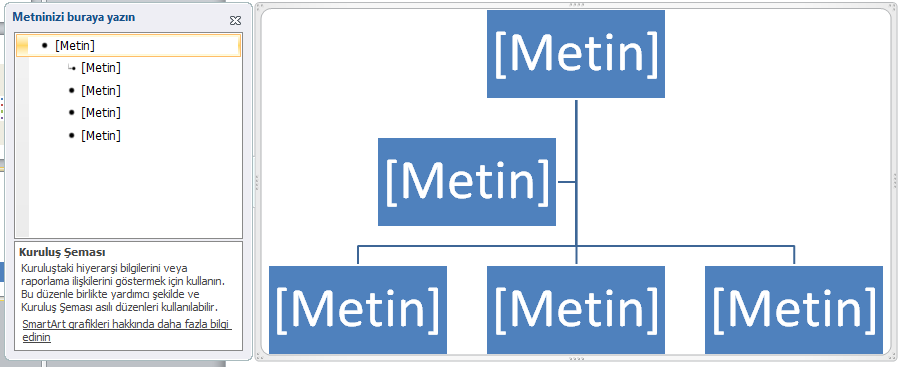 Metninizi buraya yazın
[Metin]
[Metin]
[Metin]
[Metin]
[Metin]
Kuruluş Şeması
Kuruluştaki hiyerarşi bilgilerini veya
raporlama ilişkilerini göstermek için kullanın.
Bu düzenle birlikte yardımcı şekilde ve
Kuruluş Şeması asılı düzenleri kullanılabilir.
SmartArt grafikleri hakkında daha fazla bilgi
edinin
[Metin]
[Metin]
[Metin]
[Metin]
[Metin]